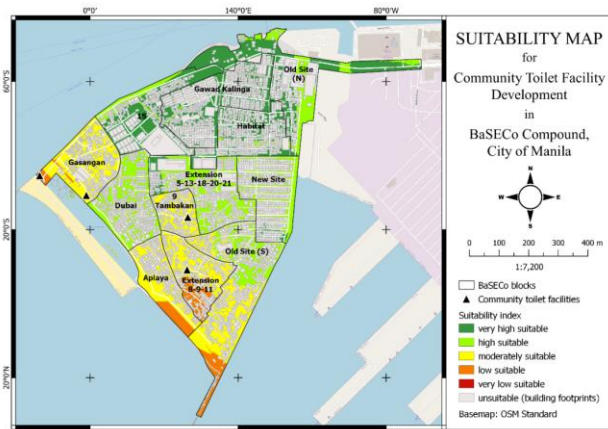 0°0'
140°0'E
80°0'W
60°0'S
20°0'S
20°0'N
Old Site
(N)
Gawad Kalinga
15
Habitat
Gasangan
Extension
5-13-18-20-21
New Site
9
Tambakan
Dubai
Old Site (S)
Aplaya
Extension
8-9-11
SUITABILITY MAP
for
Community Toilet Facility
Development
in
BaSECo Compound,
City of Manila
N
W
E
S
0 100 200 300 400 m
1:7,200
BaSECo blocks
Community toilet facilities
Suitability index
very high suitable
high suitable
moderately suitable
low suitable
very low suitable
unsuitable (building footprints)
Basemap: OSM Standard